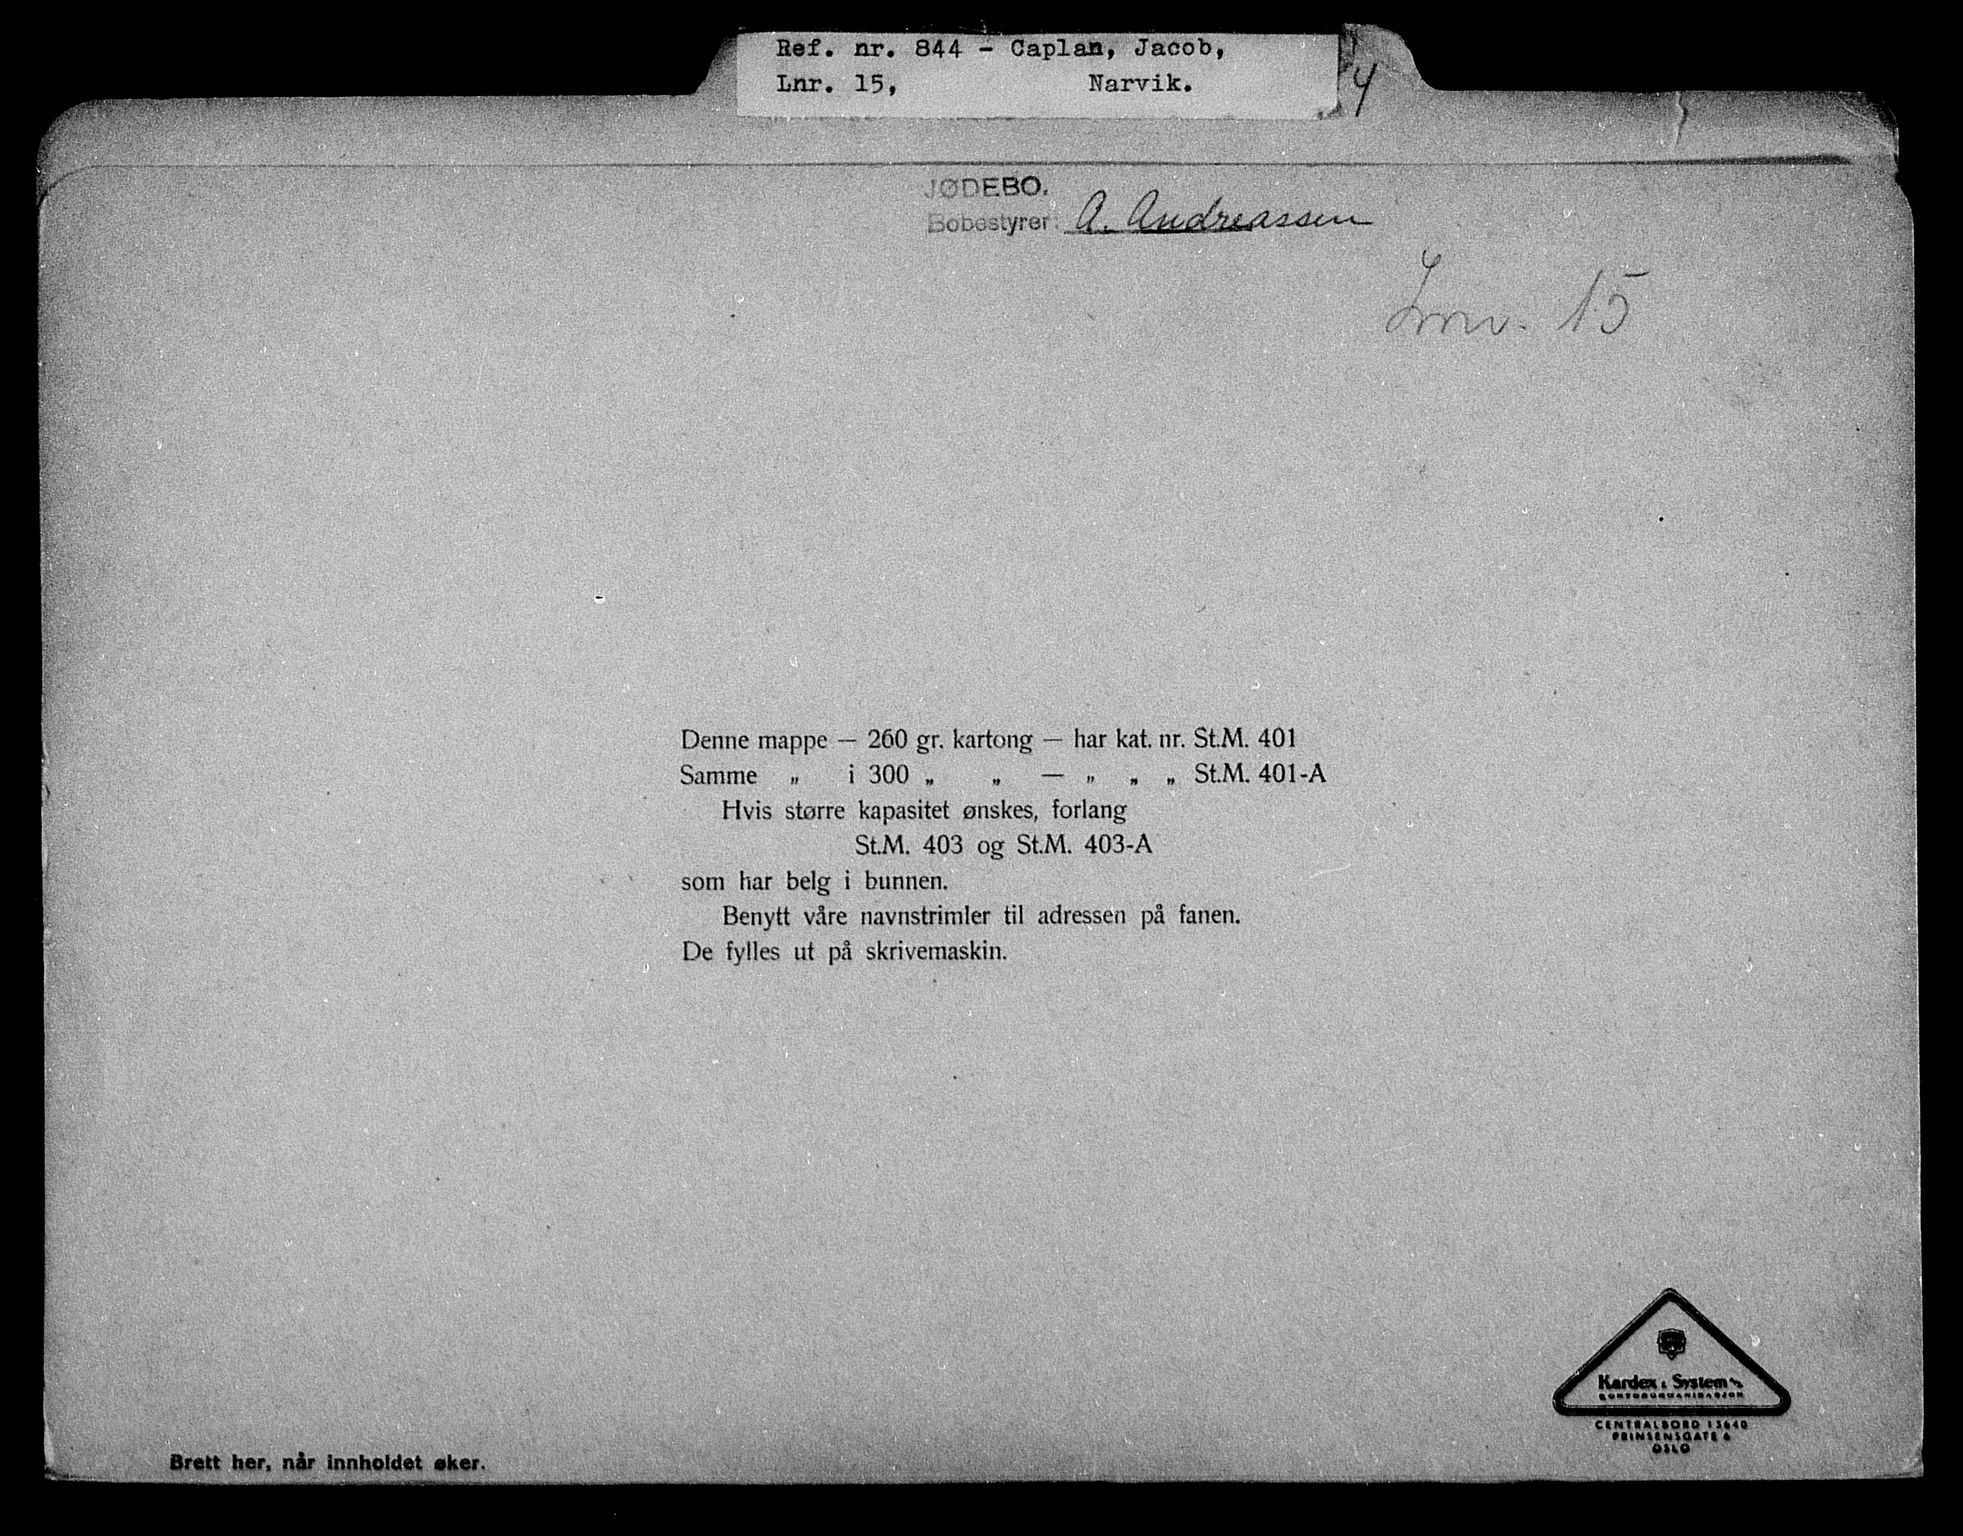 Ref. nr. 844 - Caplan, Jacob,
Lnr. 15, Narvik.
4
JØDEBO.
Bobestyrer: A. Andreassen
Lnr. 15
Denne mappe — 260 gr. kartong — har kat. nr. St.M. 401
Samme „ i 300 „ „ — „ „ „ St.M. 401-A
Hvis større kapasitet ønskes, forlang
St.M. 403 og St.M. 403-A
som har belg i bunnen.
Benytt våre navnstrimler til adressen på fanen.
De fylles ut på skrivemaskin.
Kardex & System A/S
KONTORORGANISASJON
CENTRALBORD 13640
PRINSENSGATE 6
OSLO
Brett her, når innholdet øker.